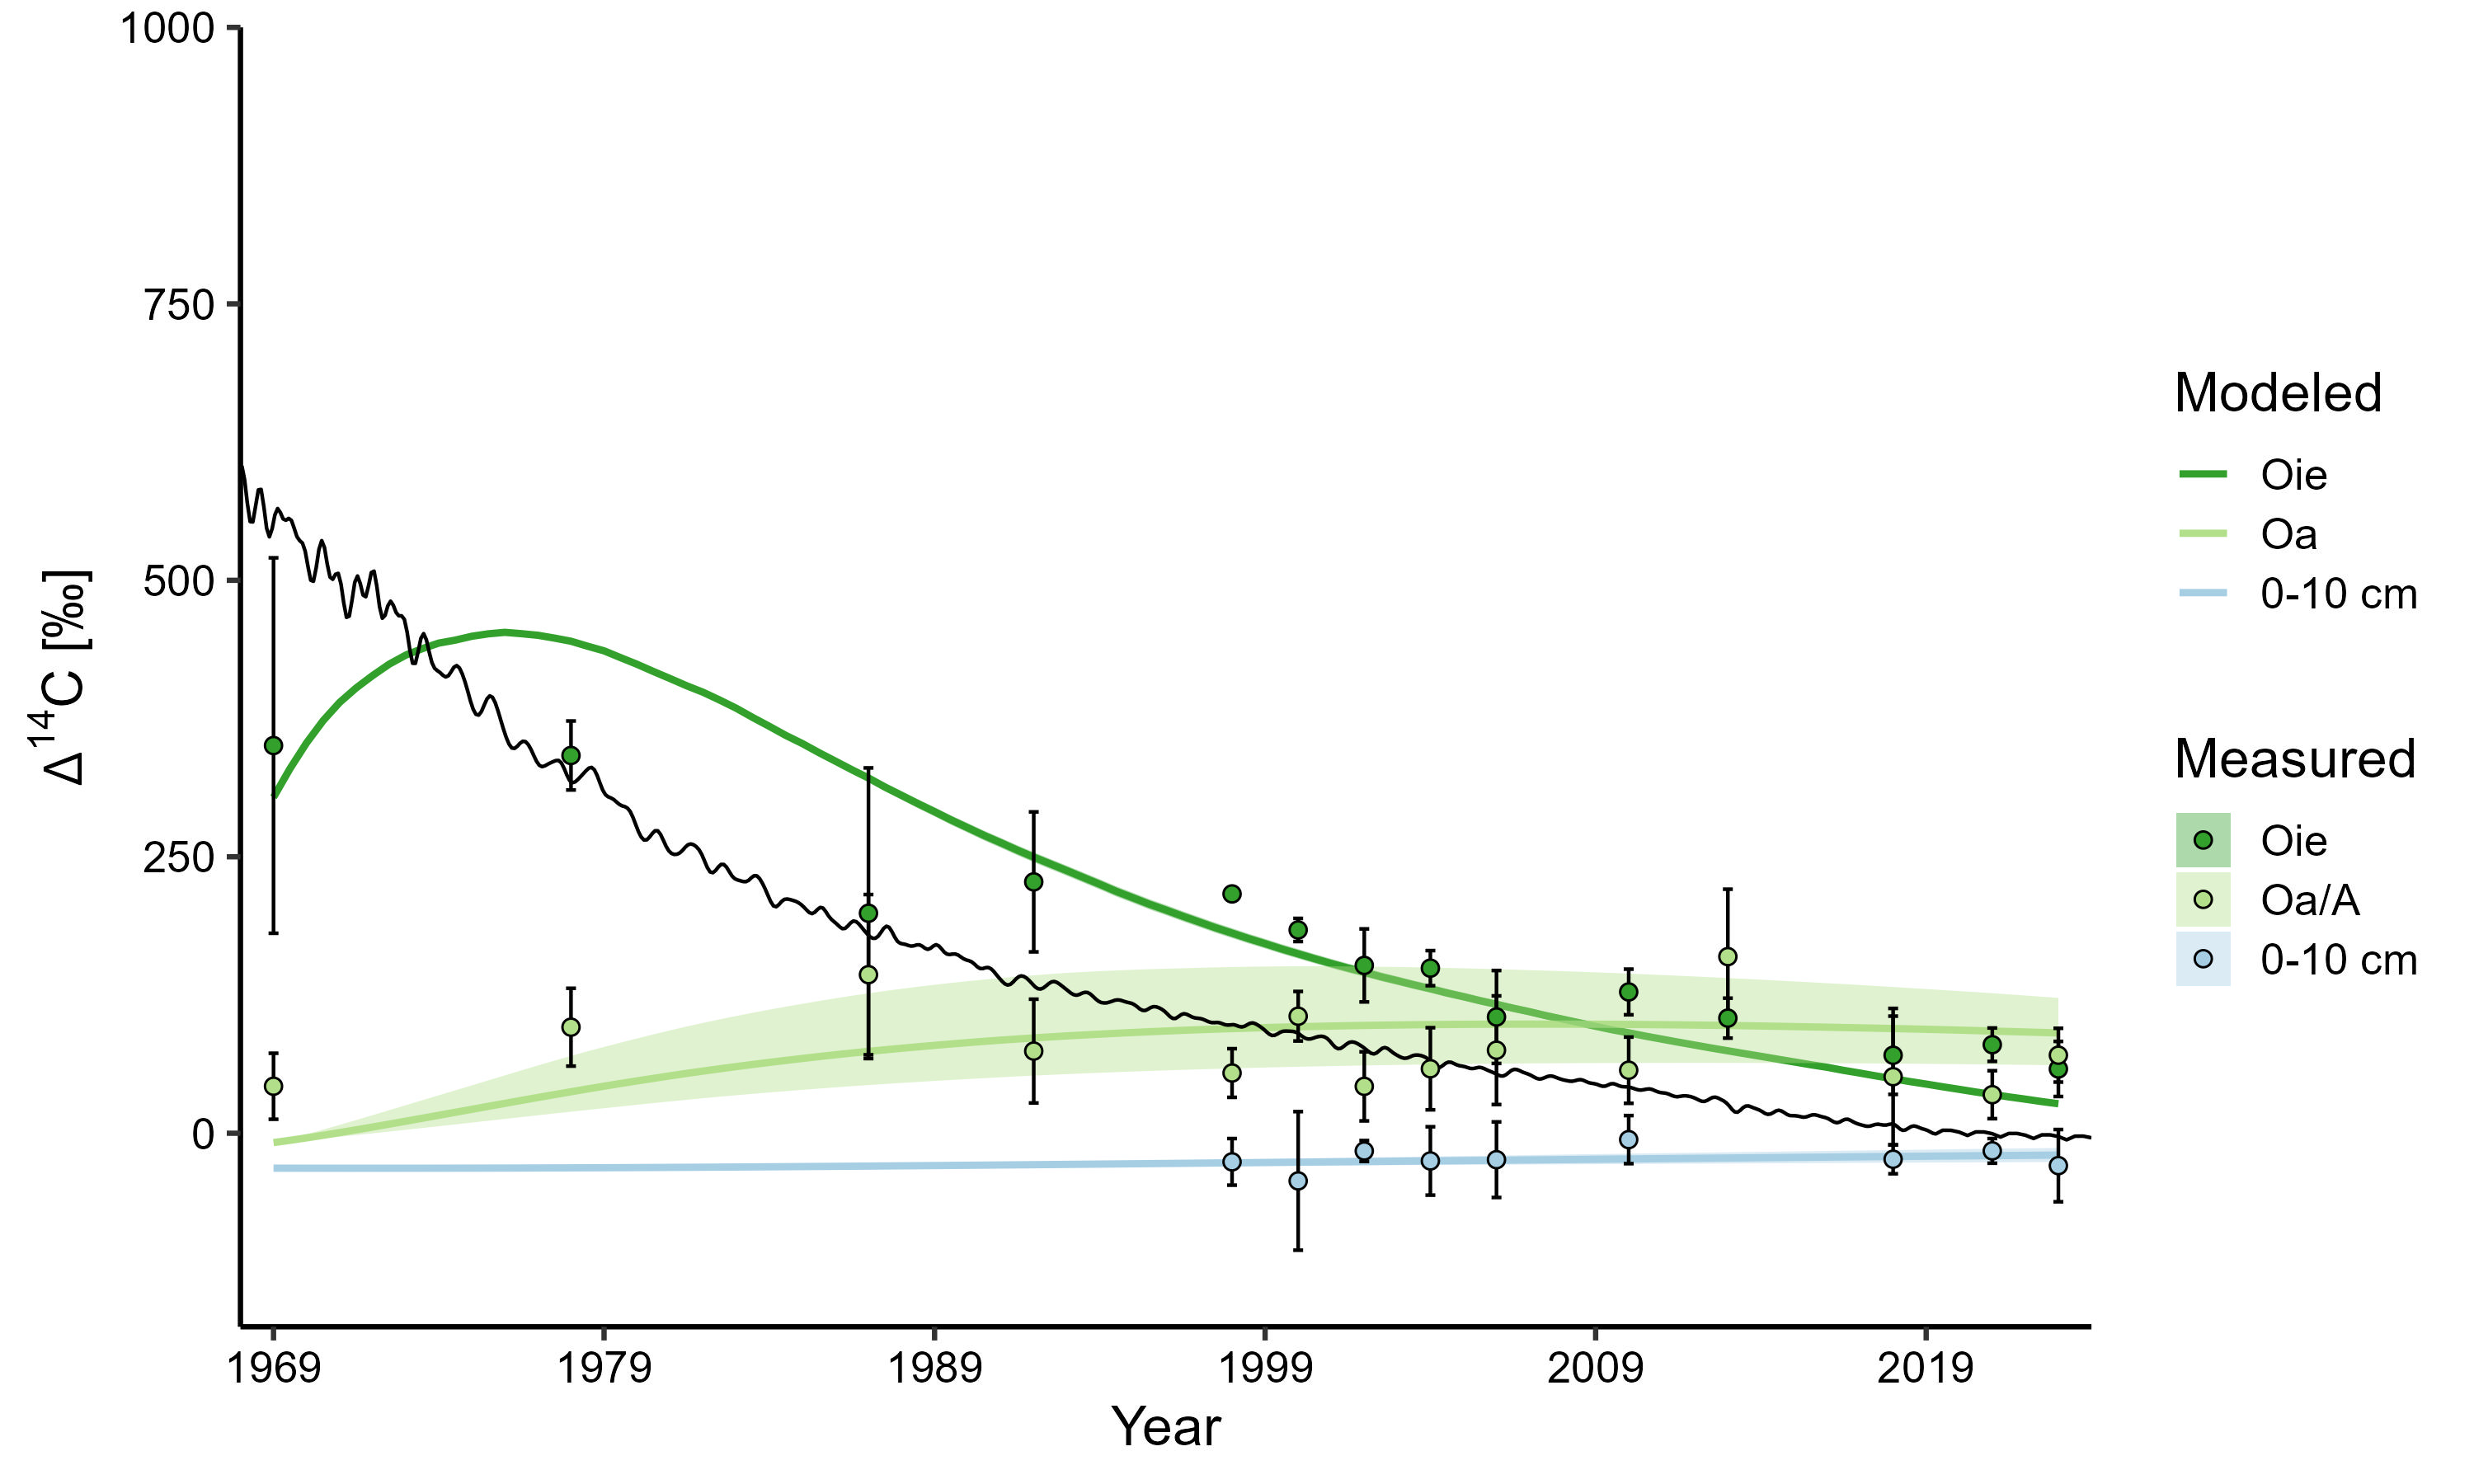 1000
750
500
250
0
Δ ¹⁴C [‰]
1969 1979 1989 1999 2009 2019
Year
Modeled
Oie
Oa
0-10 cm
Measured
Oie
Oa/A
0-10 cm